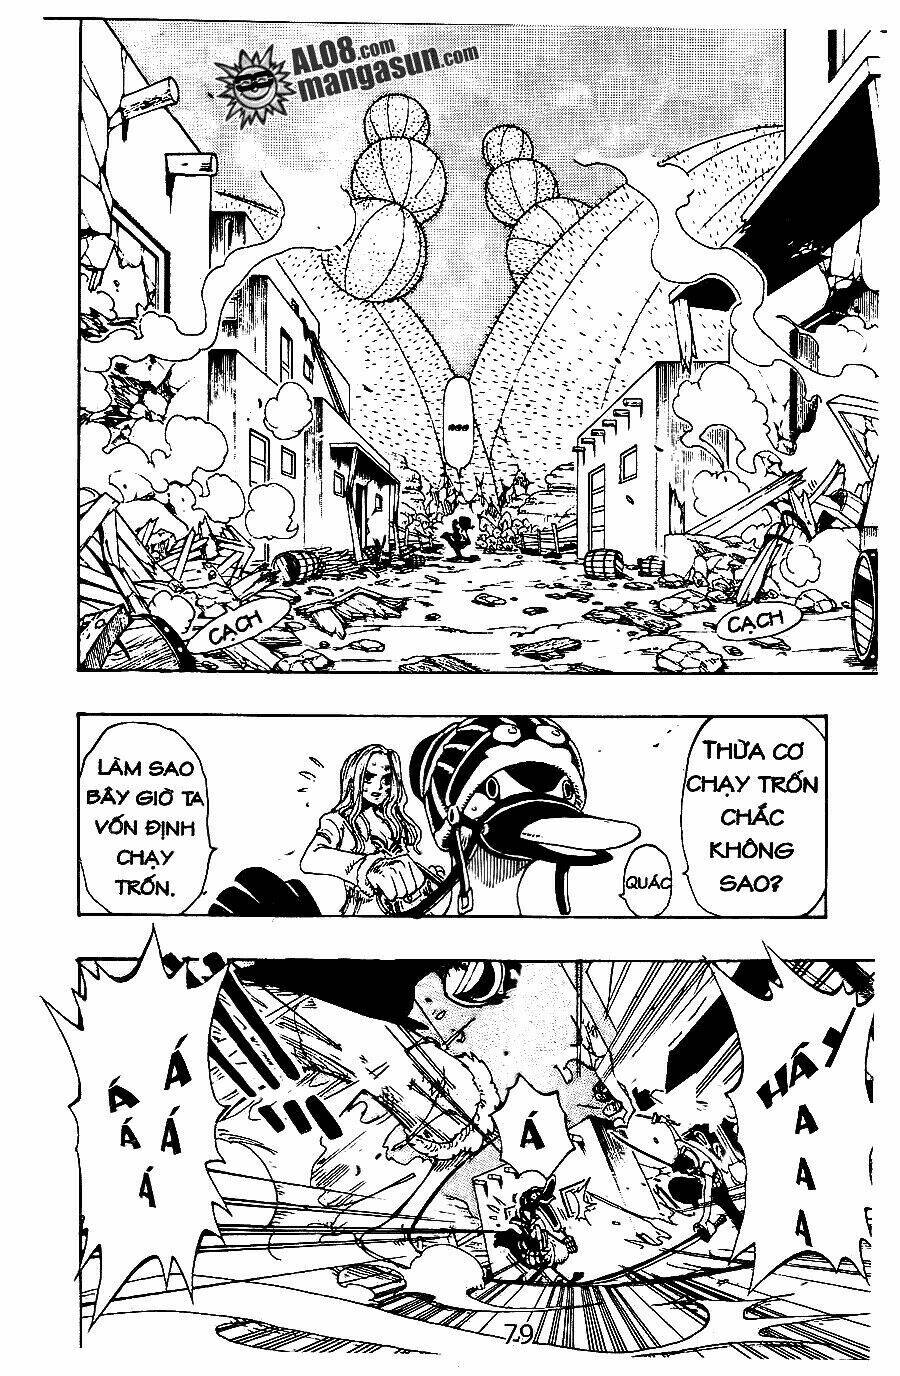 ALO8.com
mangasun.com
...
CẠCH
CẠCH
THỪA CƠ
CHẠY TRỐN
CHẮC
KHÔNG
SAO?
QUÁC
LÀM SAO
BÂY GIỜ TA
VỐN ĐỊNH
CHẠY
TRỐN.
HÁ
A
A
A
Á
Á
Á
Á
Á
Á
79